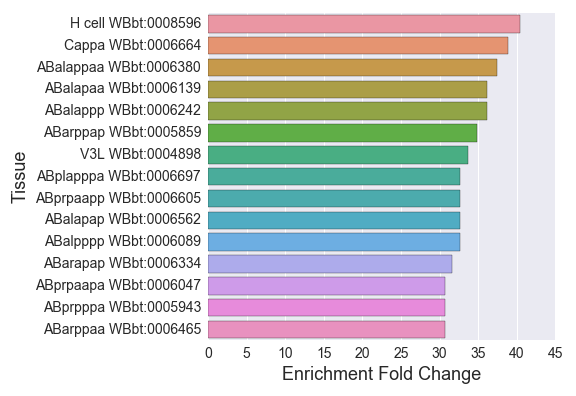 H cell WBbt:0008596
Cappa WBbt:0006664
ABalappaa WBbt:0006380
ABalapaa WBbt:0006139
ABalappp WBbt:0006242
ABarppap WBbt:0005859
V3L WBbt:0004898
ABplapppa WBbt:0006697
ABprpaapp WBbt:0006605
ABalapap WBbt:0006562
ABalpppp WBbt:0006089
ABarapap WBbt:0006334
ABprpaapa WBbt:0006047
ABprpppa WBbt:0005943
ABarppaa WBbt:0006465
Tissue
0 5 10 15 20 25 30 35 40 45
Enrichment Fold Change